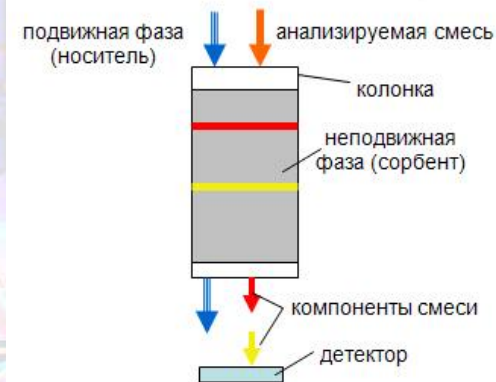 подвижная фаза
(носитель)
анализируемая смесь
колонка
неподвижная
фаза (сорбент)
компоненты смеси
детектор